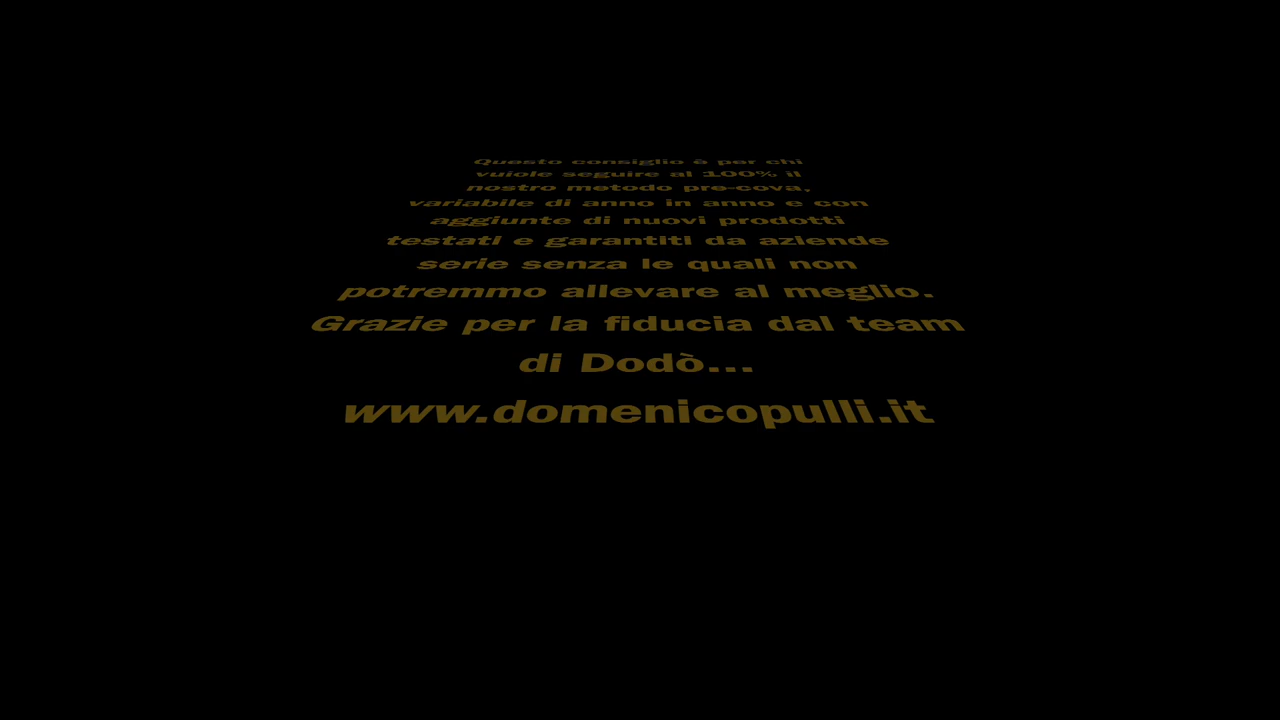 Questo consiglio è per chi
vuiole seguire al 100% il
nostro metodo pre-cova,
variabile di anno in anno e con
aggiunte di nuovi prodotti
testati e garantiti da aziende
serie senza le quali non
potremmo allevare al meglio.
Grazie per la fiducia dal team
di Dodò...
www.domenicopulli.it